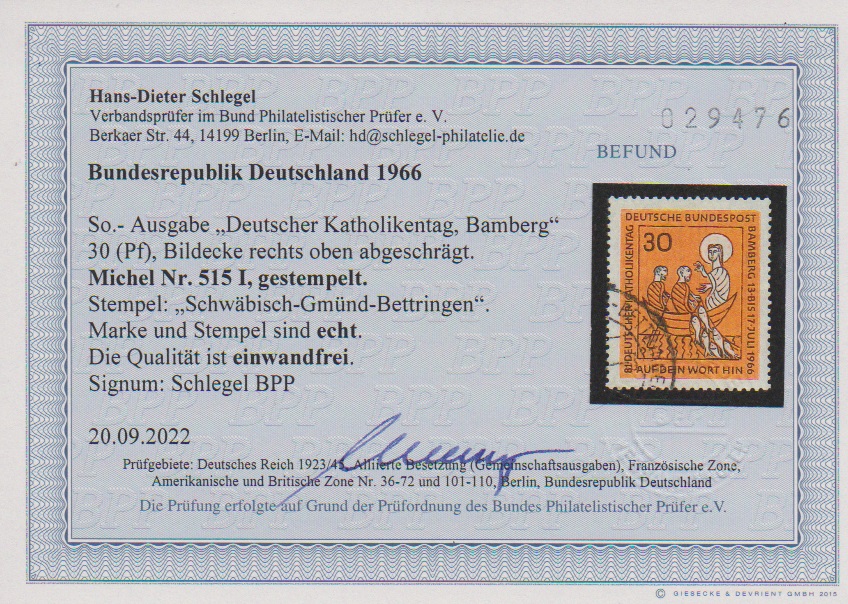 Hans-Dieter Schlegel
Verbandsprüfer im Bund Philatelistischer Prüfer e. V.
Berkaer Str. 44, 14199 Berlin, E-Mail: hd@schlegel-philatelie.de
029476
BEFUND
Bundesrepublik Deutschland 1966
So.- Ausgabe „Deutscher Katholikentag, Bamberg“
30 (Pf), Bildecke rechts oben abgeschrägt.
Michel Nr. 515 I, gestempelt.
Stempel: „Schwäbisch-Gmünd-Bettringen“.
Marke und Stempel sind echt.
Die Qualität ist einwandfrei.
Signum: Schlegel BPP
DEUTSCHE BUNDESPOST
30
DEUTSCHER KATHOLIKENTAG
BAMBERG 13·BIS 17·JULI 1966
AUF DEIN WORT HIN
20.09.2022
Prüfgebiete: Deutsches Reich 1923/45, Alliierte Besetzung (Gemeinschaftsausgaben), Französische Zone,
Amerikanische und Britische Zone Nr. 36-72 und 101-110, Berlin, Bundesrepublik Deutschland
Die Prüfung erfolgte auf Grund der Prüfordnung des Bundes Philatelistischer Prüfer e.V.
© GIESECKE & DEVRIENT GMBH 2015